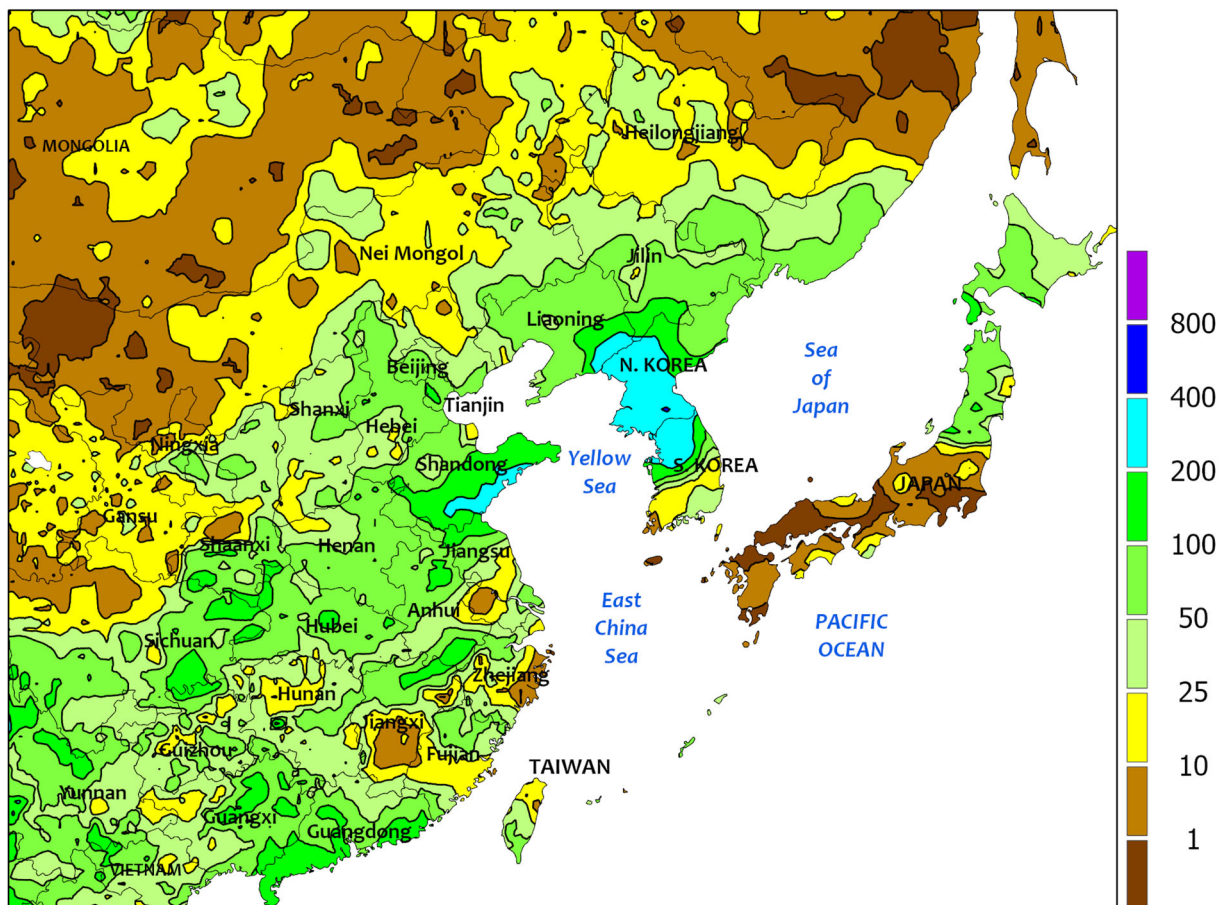 MONGOLIA
Heilongjiang
Nei Mongol
Jilin
Liaoning
Beijing
N. KOREA
Sea
of
Japan
Shanxi
Tianjin
Hebei
Ningxia
Shandong
Yellow
Sea
S. KOREA
JAPAN
Gansu
Shaanxi
Henan
Jiangsu
Anhui
East
China
Sea
PACIFIC
OCEAN
Hubei
Sichuan
Zhejiang
Hunan
Jiangxi
Guizhou
Fujian
TAIWAN
Yunnan
Guangxi
Guangdong
VIETNAM
800
400
200
100
50
25
10
1